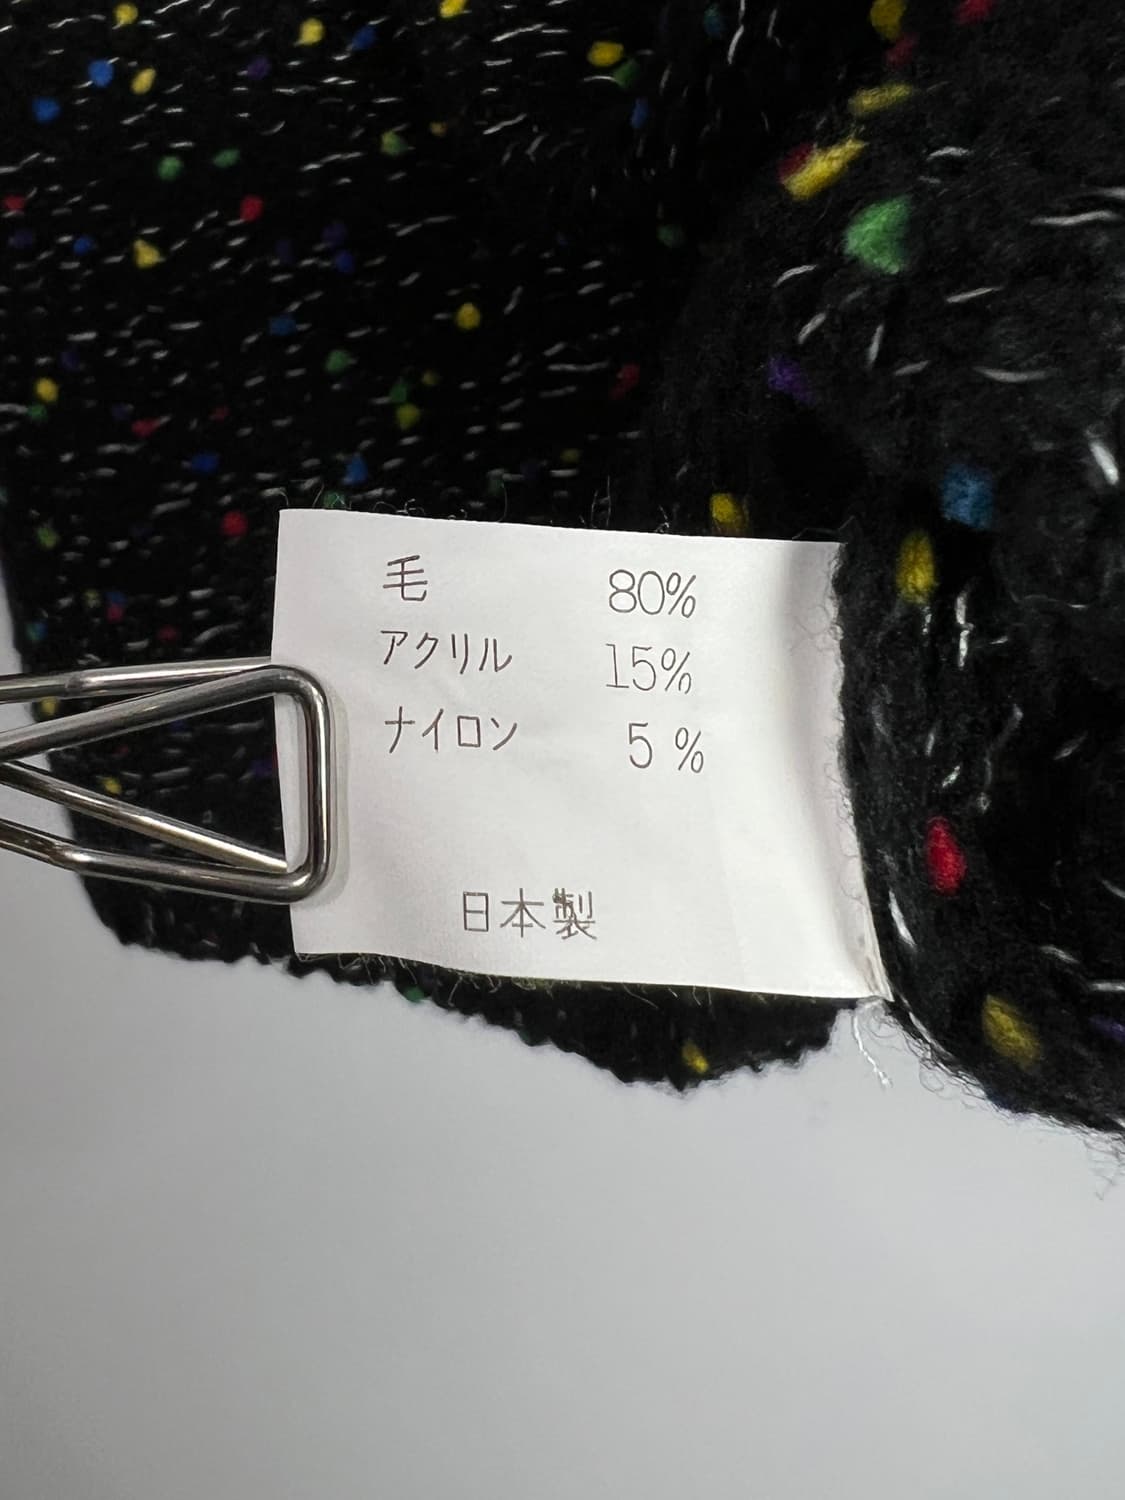 毛 80%
アクリル 15%
ナイロン 5%
日本製